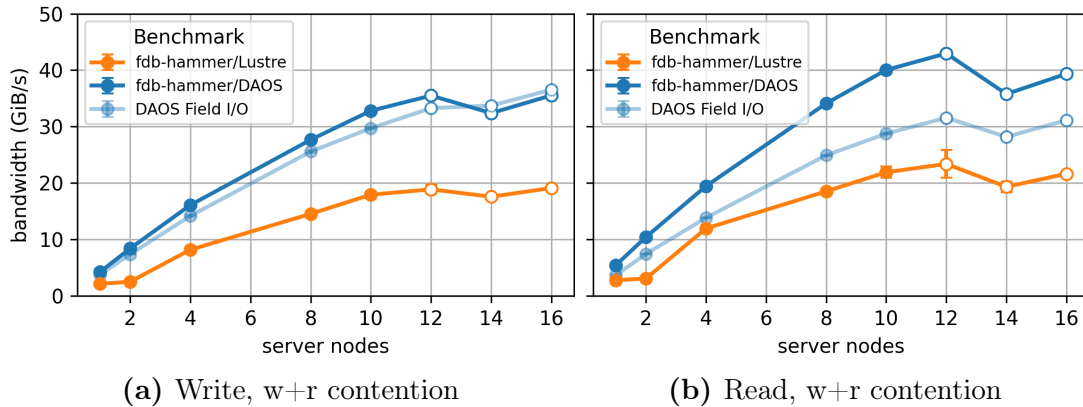 50
40
30
20
10
0
bandwidth (GiB/s)
Benchmark
fdb-hammer/Lustre
fdb-hammer/DAOS
DAOS Field I/O
2 4 6 8 10 12 14 16
server nodes
(a) Write, w+r contention
Benchmark
fdb-hammer/Lustre
fdb-hammer/DAOS
DAOS Field I/O
2 4 6 8 10 12 14 16
server nodes
(b) Read, w+r contention